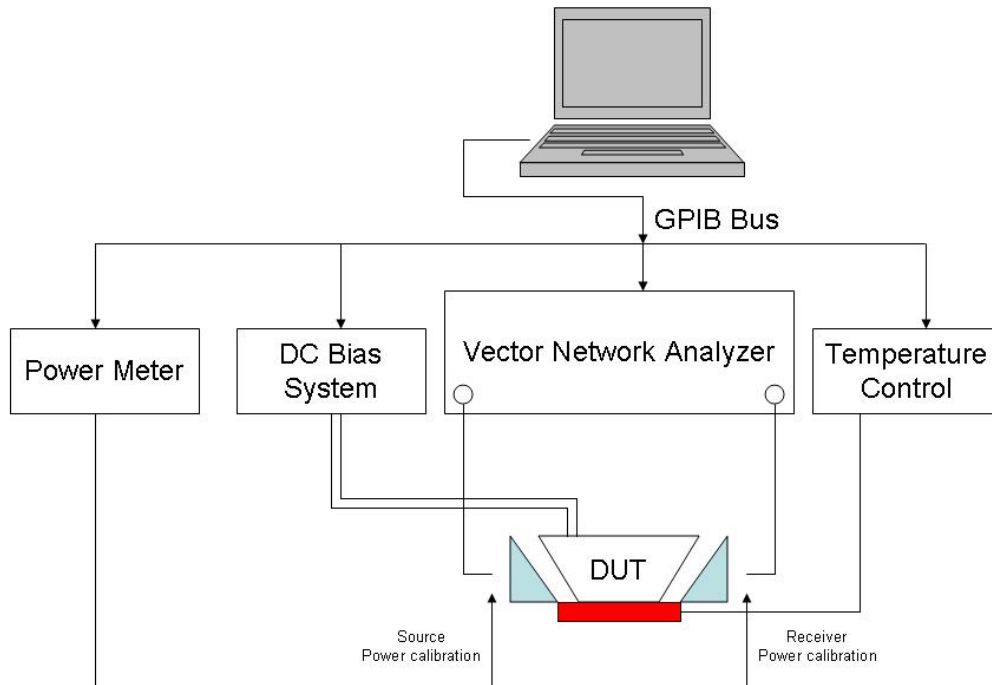 GPIB Bus
Power Meter
DC Bias
System
Vector Network Analyzer
Temperature
Control
DUT
Source
Power calibration
Receiver
Power calibration